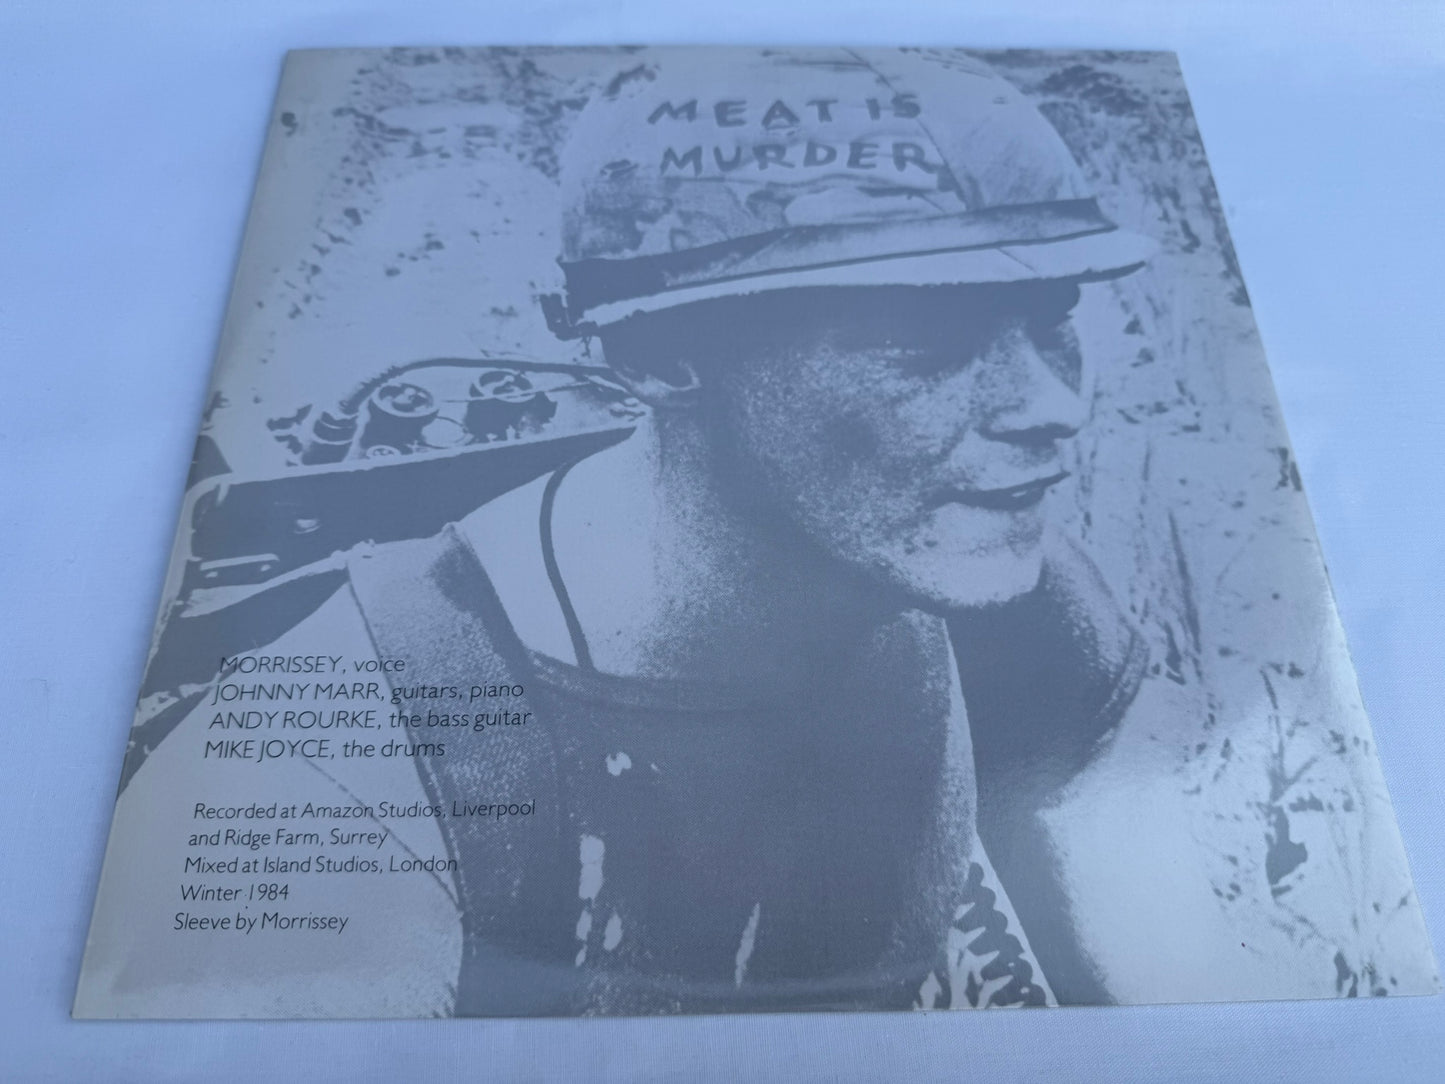 MEAT IS
MURDER
MORRISSEY, voice
JOHNNY MARR, guitars, piano
ANDY ROURKE, the bass guitar
MIKE JOYCE, the drums
Recorded at Amazon Studios, Liverpool
and Ridge Farm, Surrey
Mixed at Island Studios, London
Winter 1984
Sleeve by Morrissey